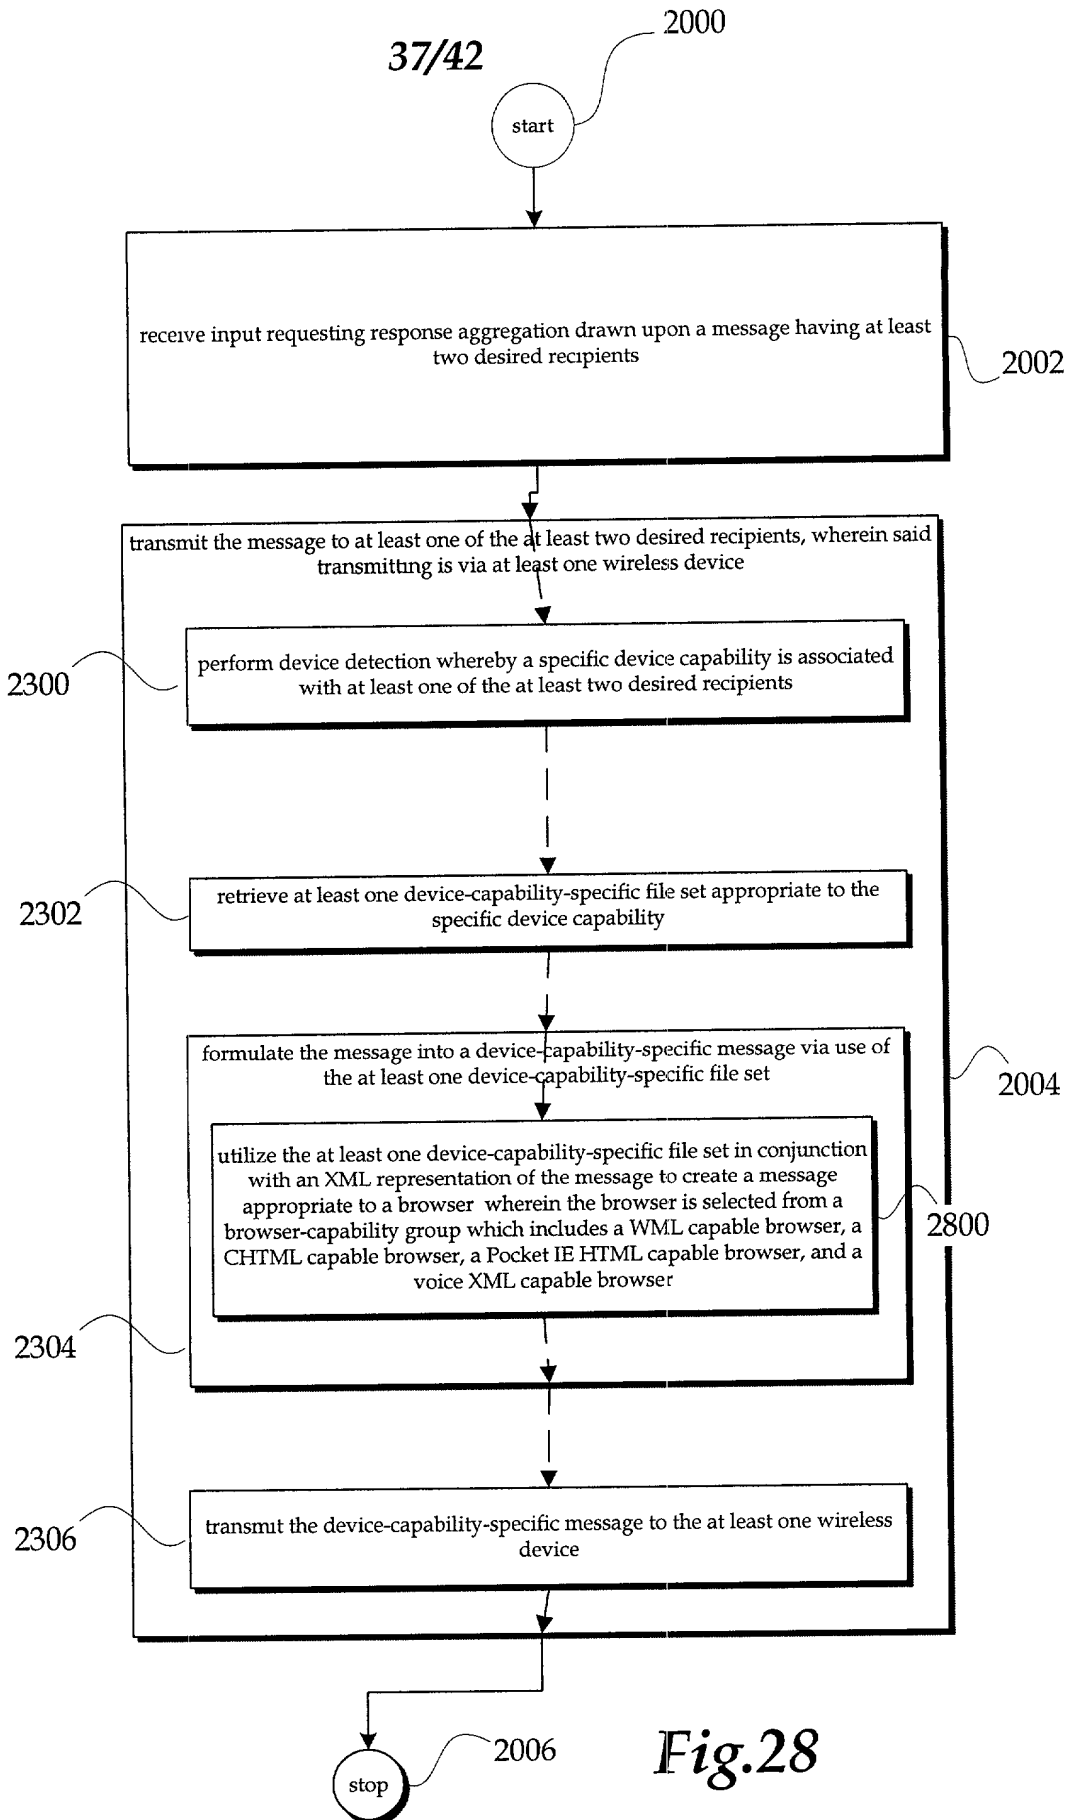 37/42
2000
start
receive input requesting response aggregation drawn upon a message having at least
two desired recipients
2002
transmit the message to at least one of the at least two desired recipients, wherein said
transmitting is via at least one wireless device
perform device detection whereby a specific device capability is associated
with at least one of the at least two desired recipients
2300
retrieve at least one device-capability-specific file set appropriate to the
specific device capability
2302
formulate the message into a device-capability-specific message via use of
the at least one device-capability-specific file set
2004
utilize the at least one device-capability-specific file set in conjunction
with an XML representation of the message to create a message
appropriate to a browser wherein the browser is selected from a
browser-capability group which includes a WML capable browser, a
CHTML capable browser, a Pocket IE HTML capable browser, and a
voice XML capable browser
2800
2304
transmit the device-capability-specific message to the at least one wireless
device
2306
stop
2006
Fig.28